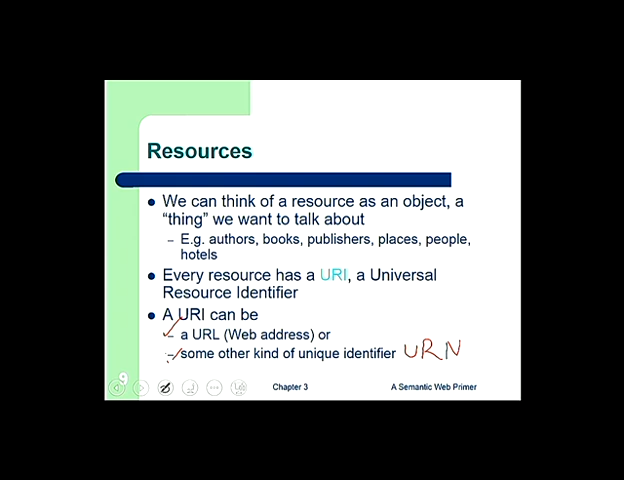 Resources
• We can think of a resource as an object, a
“thing” we want to talk about
– E.g. authors, books, publishers, places, people,
hotels
• Every resource has a URI, a Universal
Resource Identifier
• A URI can be
– a URL (Web address) or
– some other kind of unique identifier URN
9
Chapter 3 A Semantic Web Primer